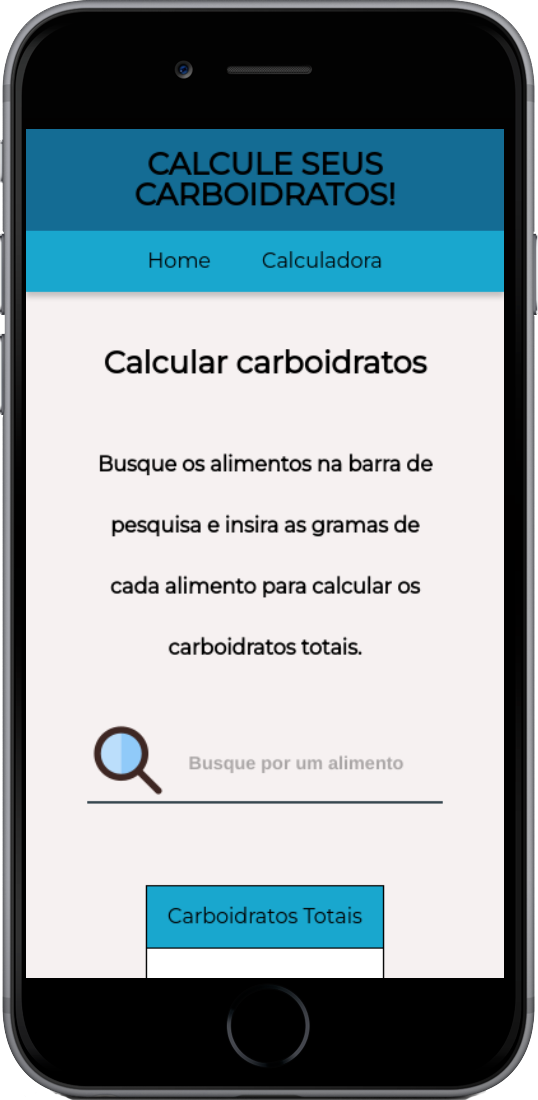 CALCULE SEUS
CARBOIDRATOS!
Home Calculadora
Calcular carboidratos
Busque os alimentos na barra de
pesquisa e insira as gramas de
cada alimento para calcular os
carboidratos totais.
Busque por um alimento
Carboidratos Totais